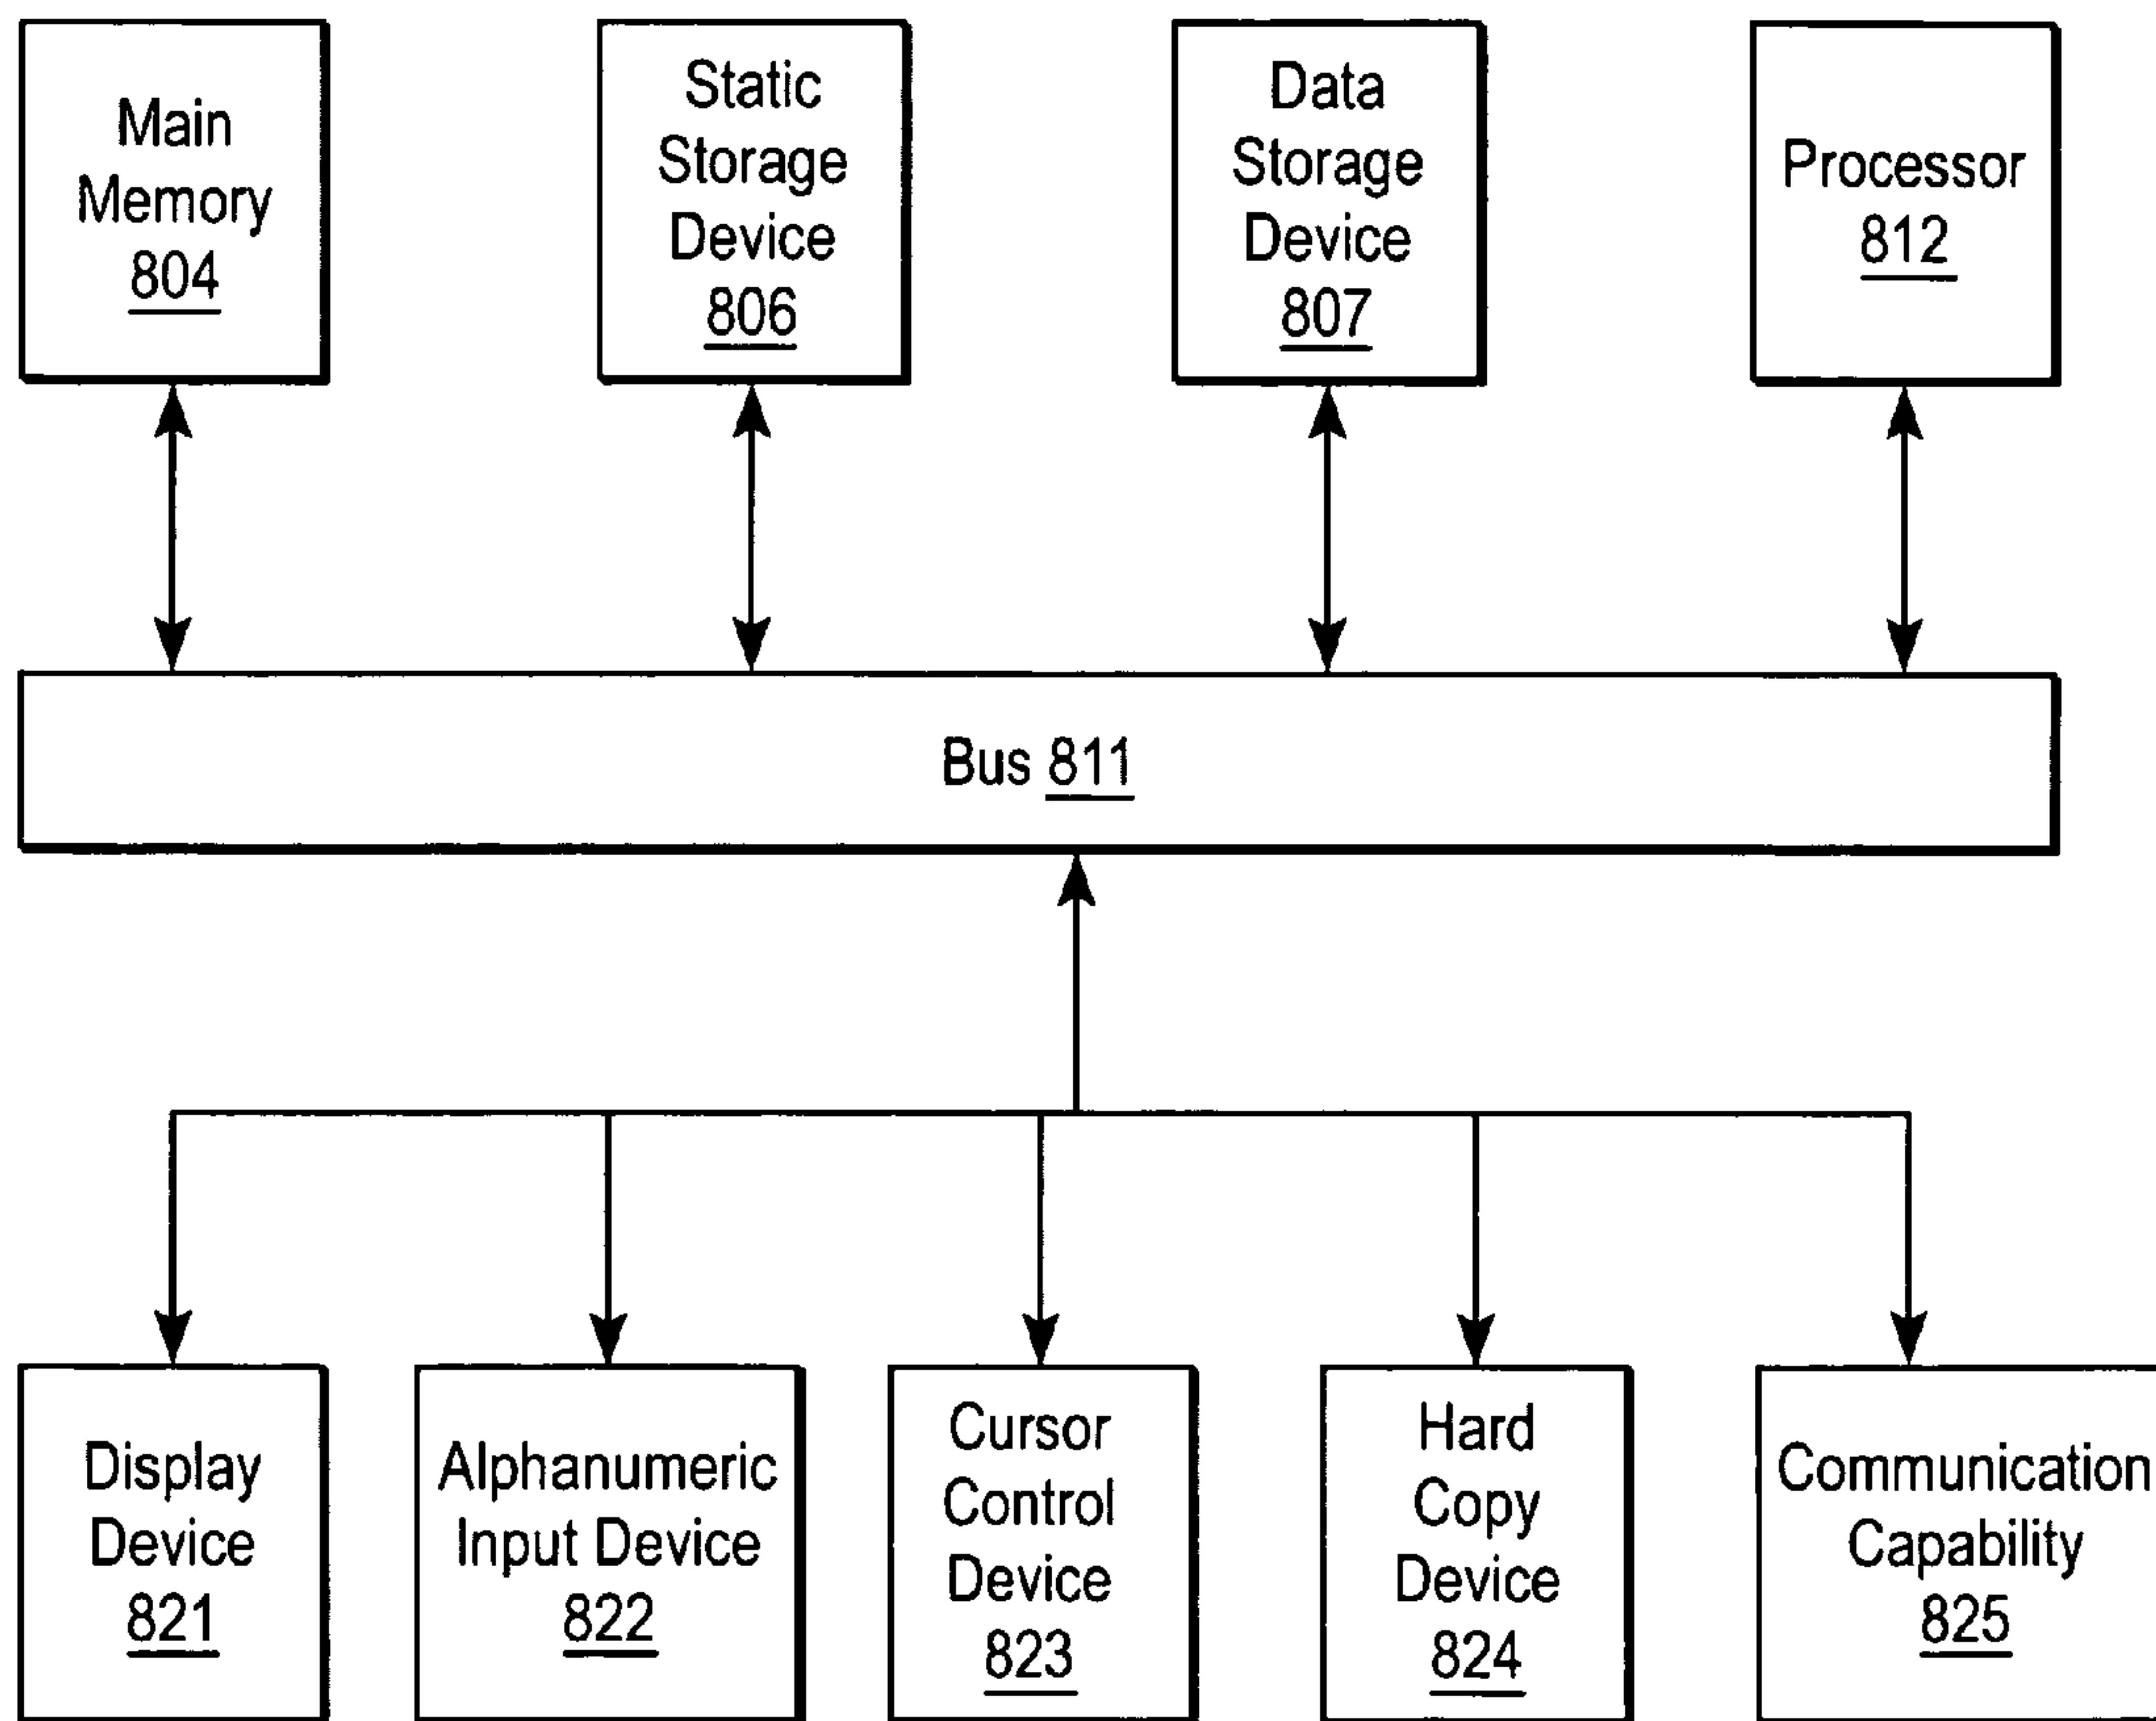 Main
Memory
804
Static
Storage
Device
806
Data
Storage
Device
807
Processor
812
Bus 811
Display
Device
821
Alphanumeric
Input Device
822
Cursor
Control
Device
823
Hard
Copy
Device
824
Communication
Capability
825